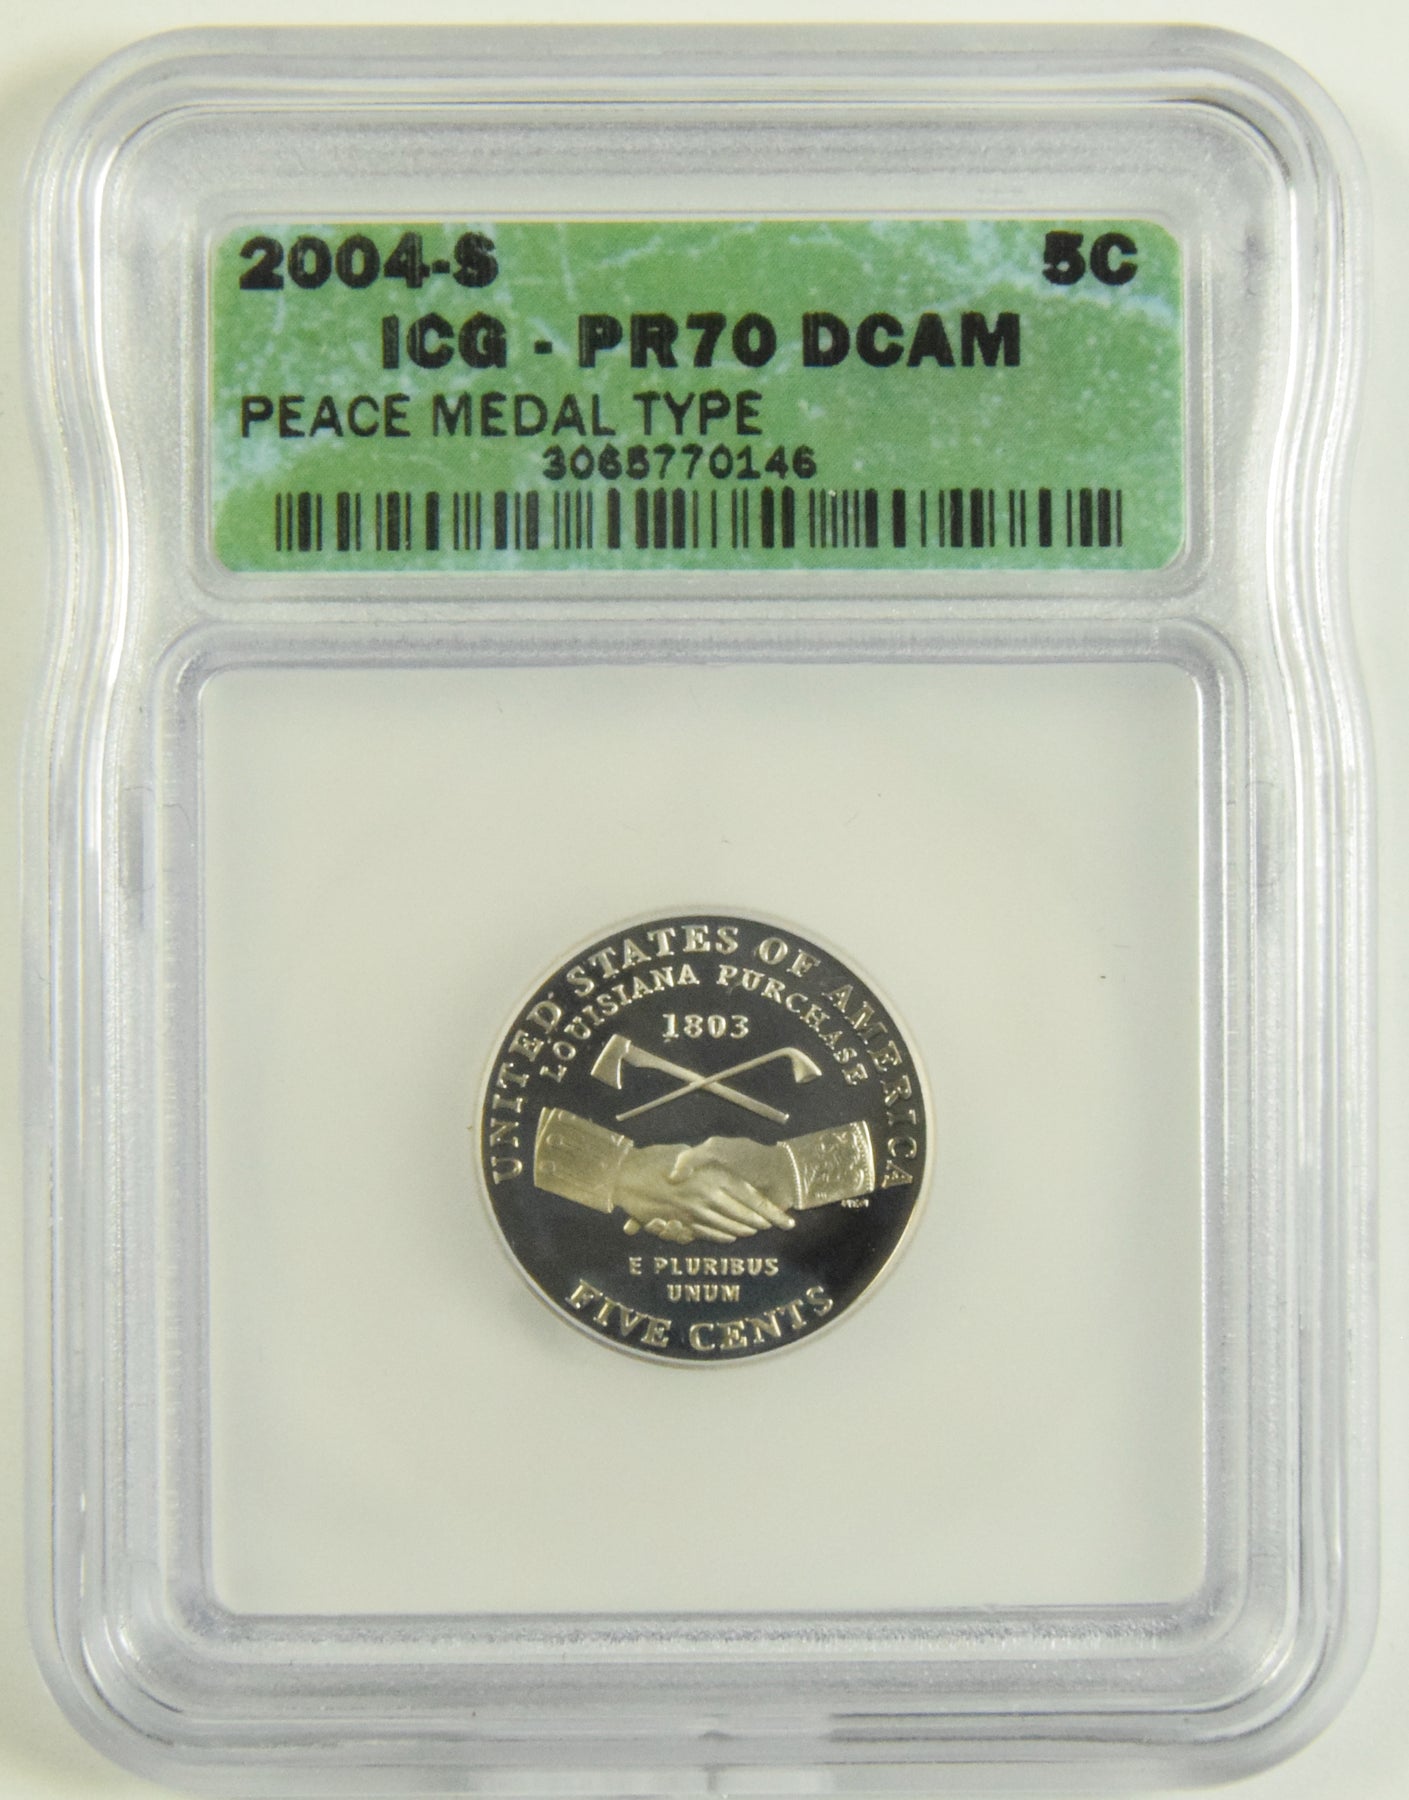 2004-S 5C
ICG - PR70 DCAM
PEACE MEDAL TYPE
3065770146
UNITED STATES OF AMERICA
LOUISIANA PURCHASE
1803
E PLURIBUS
UNUM
FIVE CENTS